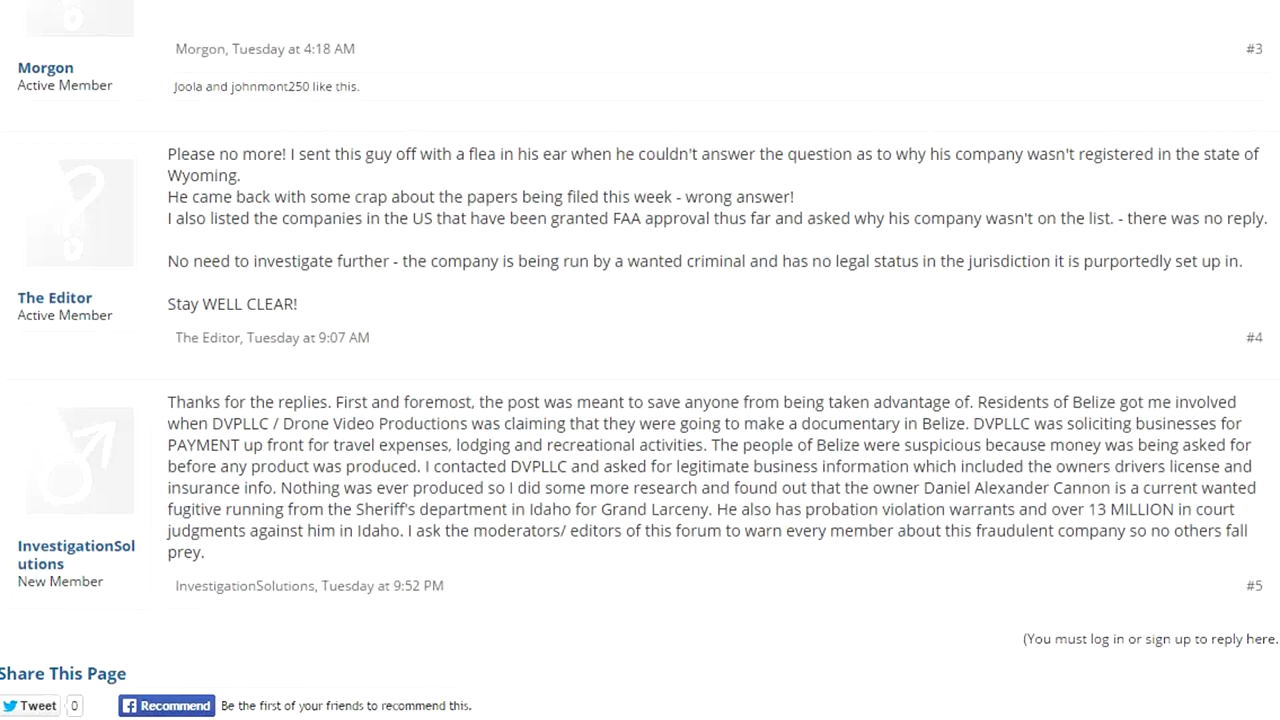 Morgon, Tuesday at 4:18 AM
#3
Morgon
Active Member
Joola and johnmont250 like this.
Please no more! I sent this guy off with a flea in his ear when he couldn't answer the question as to why his company wasn't registered in the state of
Wyoming.
He came back with some crap about the papers being filed this week - wrong answer!
I also listed the companies in the US that have been granted FAA approval thus far and asked why his company wasn't on the list. - there was no reply.
No need to investigate further - the company is being run by a wanted criminal and has no legal status in the jurisdiction it is purportedly set up in.
Stay WELL CLEAR!
The Editor
Active Member
The Editor, Tuesday at 9:07 AM
#4
Thanks for the replies. First and foremost, the post was meant to save anyone from being taken advantage of. Residents of Belize got me involved
when DVPLLC / Drone Video Productions was claiming that they were going to make a documentary in Belize. DVPLLC was soliciting businesses for
PAYMENT up front for travel expenses, lodging and recreational activities. The people of Belize were suspicious because money was being asked for
before any product was produced. I contacted DVPLLC and asked for legitimate business information which included the owners drivers license and
insurance info. Nothing was ever produced so I did some more research and found out that the owner Daniel Alexander Cannon is a current wanted
fugitive running from the Sheriff's department in Idaho for Grand Larceny. He also has probation violation warrants and over 13 MILLION in court
judgments against him in Idaho. I ask the moderators/ editors of this forum to warn every member about this fraudulent company so no others fall
prey.
InvestigationSol
utions
New Member
InvestigationSolutions, Tuesday at 9:52 PM
#5
(You must log in or sign up to reply here.
Share This Page
Tweet
0
Recommend
Be the first of your friends to recommend this.